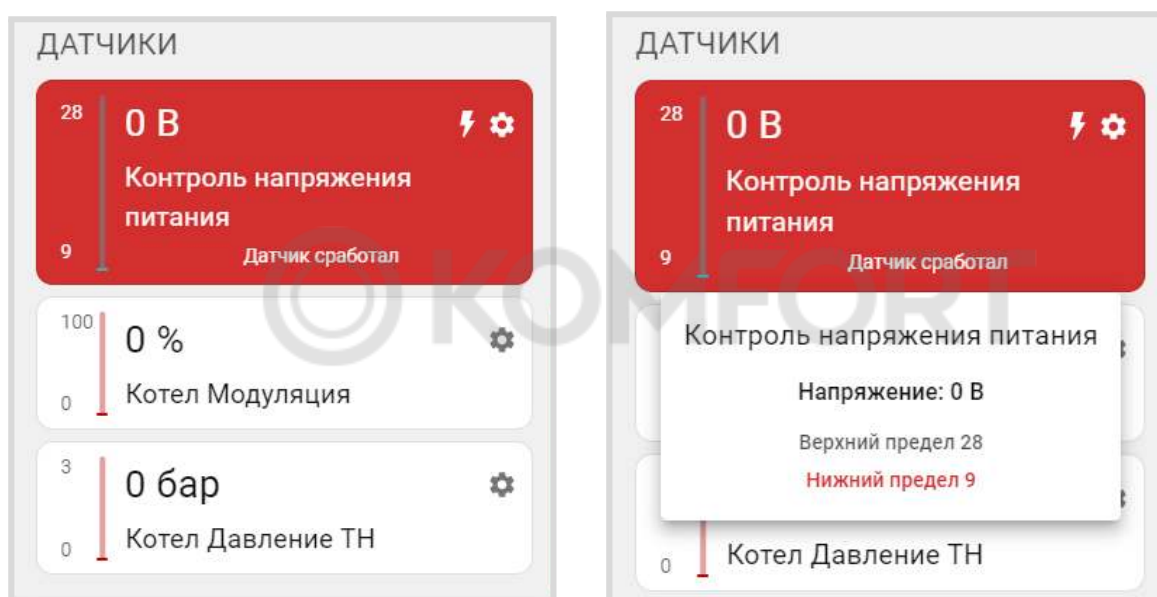 ДАТЧИКИ
28
0 В
Контроль напряжения
питания
9
Датчик сработал
100
0 %
Котел Модуляция
0
3
0 бар
Котел Давление ТН
0
ДАТЧИКИ
28
0 В
Контроль напряжения
питания
9
Датчик сработал
Контроль напряжения питания
Напряжение: 0 В
Верхний предел 28
Нижний предел 9
Котел Давление ТН
0
KOMFORT